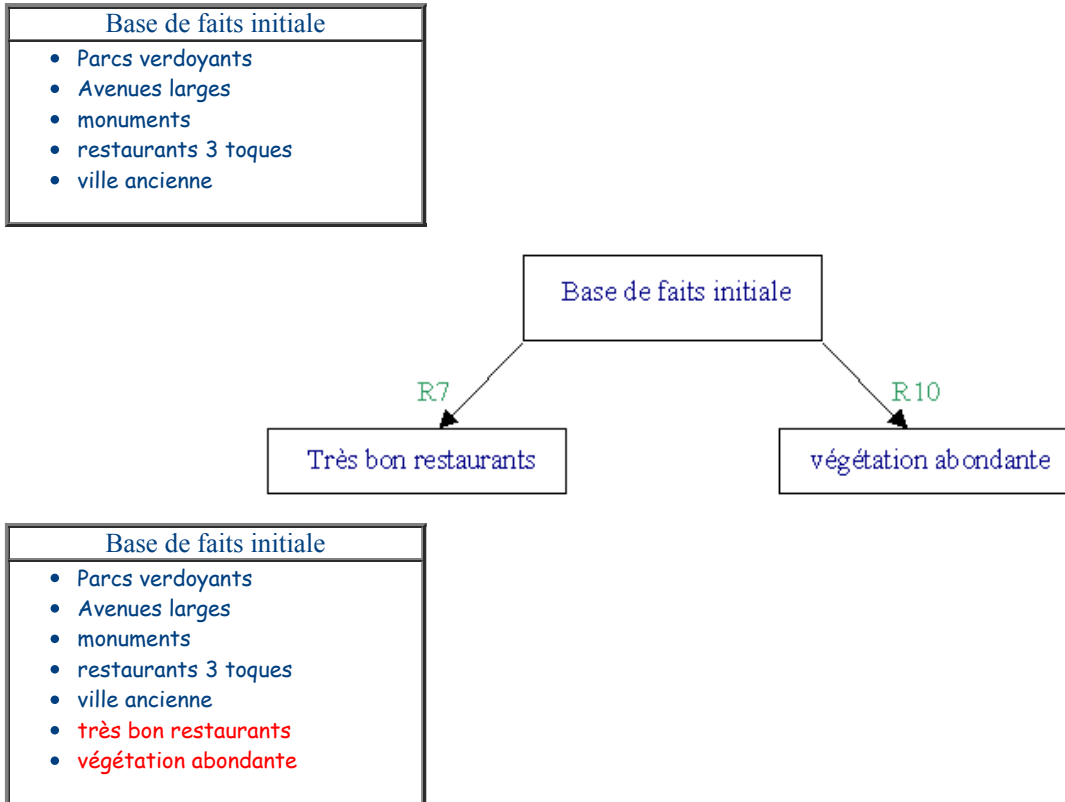 Base de faits initiale
Parcs verdoyants
Avenues larges
monuments
restaurants 3 toques
ville ancienne
Base de faits initiale
R7
R10
Très bon restaurants
végétation abondante
Base de faits initiale
Parcs verdoyants
Avenues larges
monuments
restaurants 3 toques
ville ancienne
très bon restaurants
végétation abondante